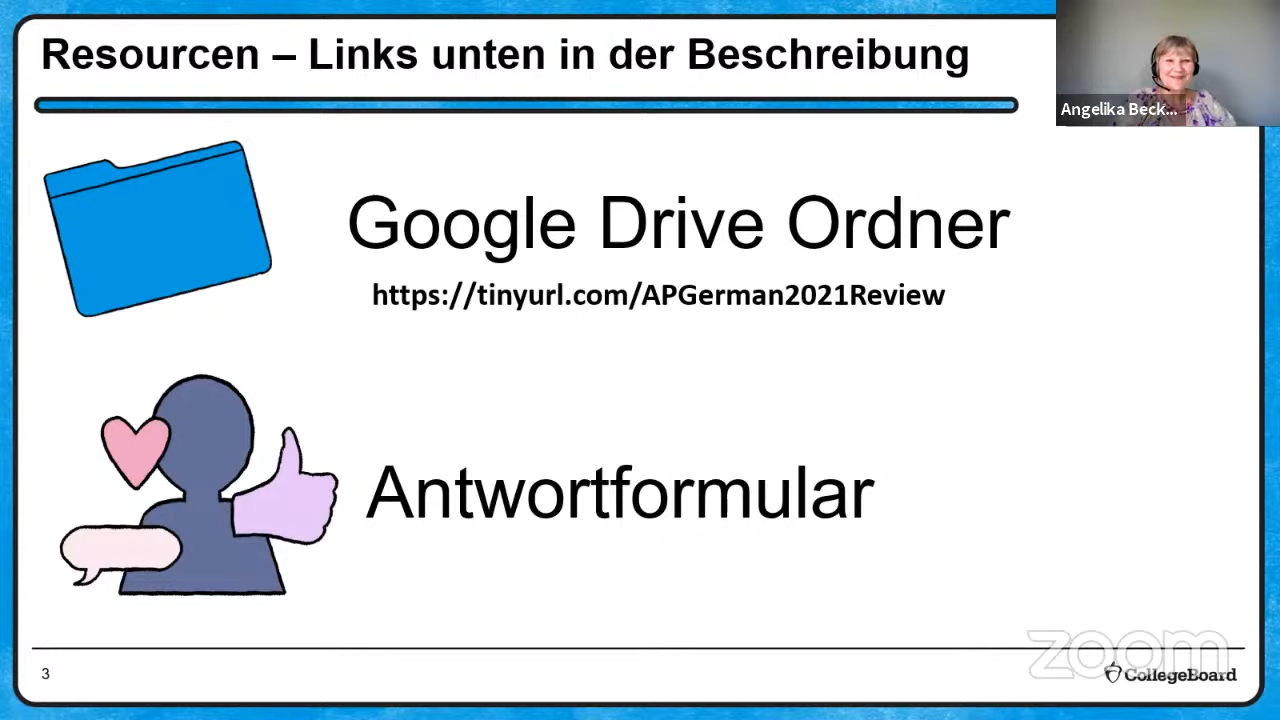 Resourcen – Links unten in der Beschreibung
Angelika Beck...
Google Drive Ordner
https://tinyurl.com/APGerman2021Review
Antwortformular
zoom
3
CollegeBoard